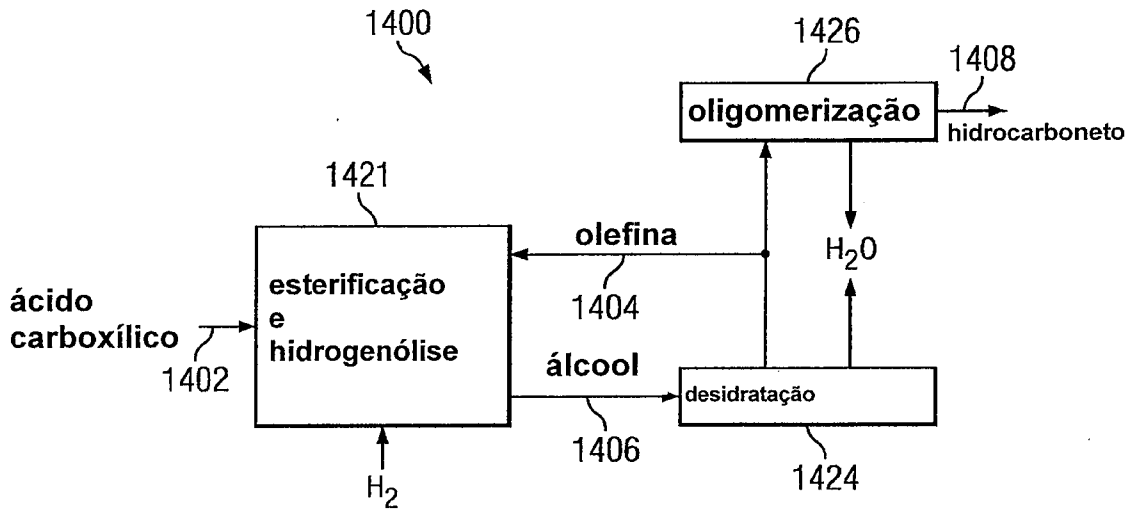 1400
1426
1408
oligomerização
hidrocarboneto
1421
olefina
H₂O
esterificação
e
hidrogenólise
1404
ácido
carboxílico
1402
álcool
desidratação
1406
1424
H₂